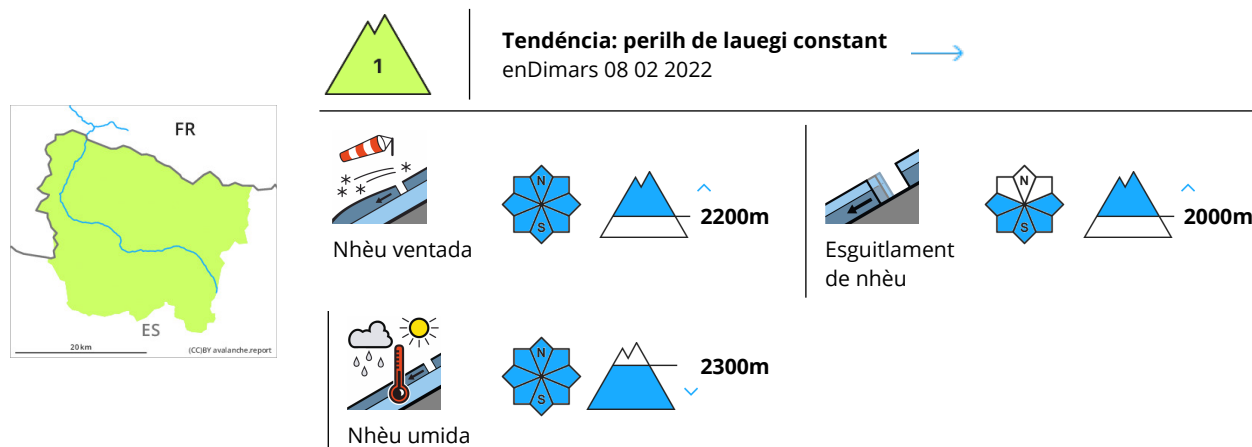 1
Tendéncia: perilh de lauegi constant
enDimars 08 02 2022
FR
ES
20 km
(CC)BY avalanche.report
N
S
2200m
Nhèu ventada
N
S
2000m
Esguitlament
de nhèu
N
S
2300m
Nhèu umida